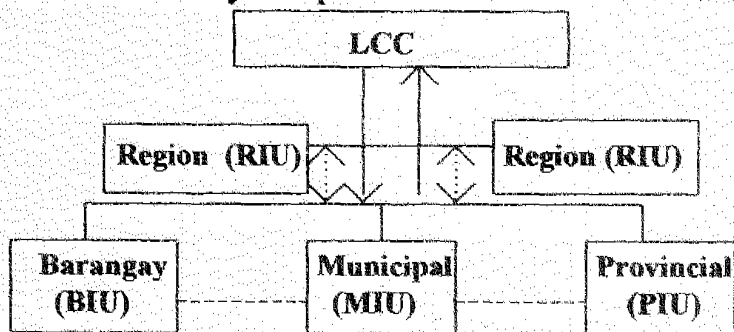 LCC
Region (RIU)
Region (RIU)
Barangay
(BIU)
Municipal
(MIU)
Provincial
(PIU)